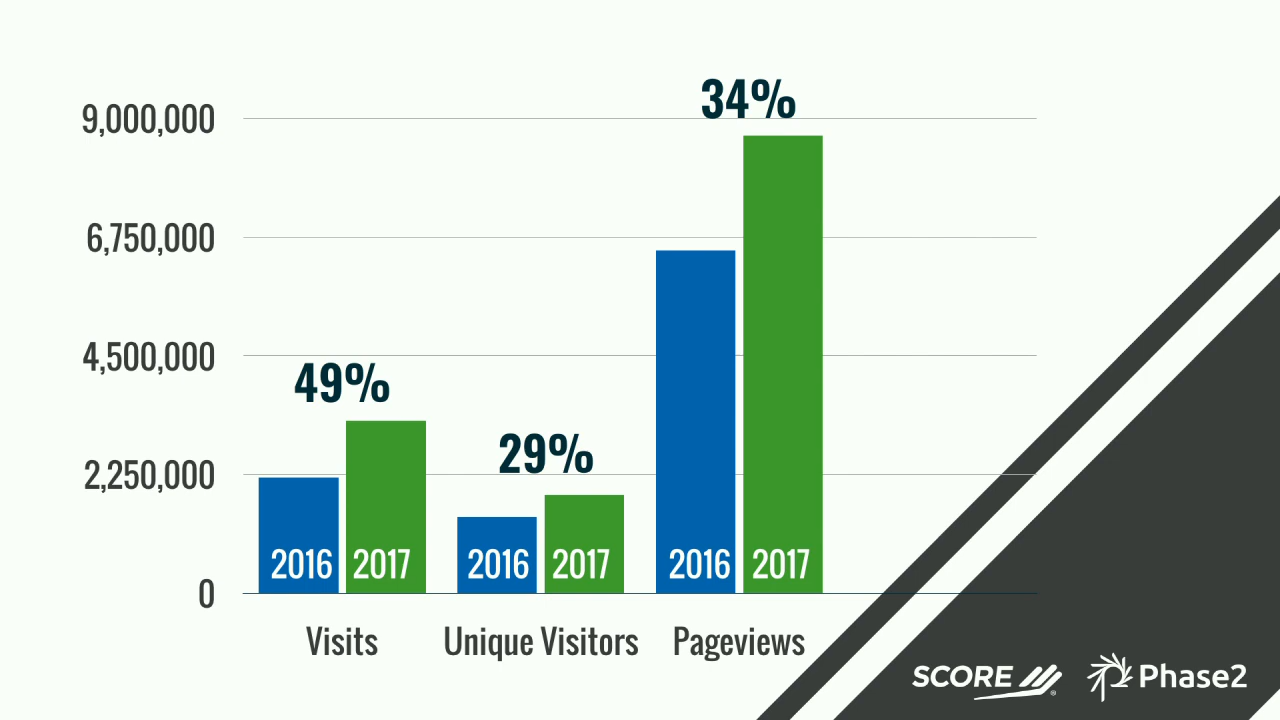 34%
9,000,000
6,750,000
4,500,000
49%
29%
2,250,000
2016 2017 2016 2017 2016 2017
0
Visits Unique Visitors Pageviews
SCORE ® Phase2